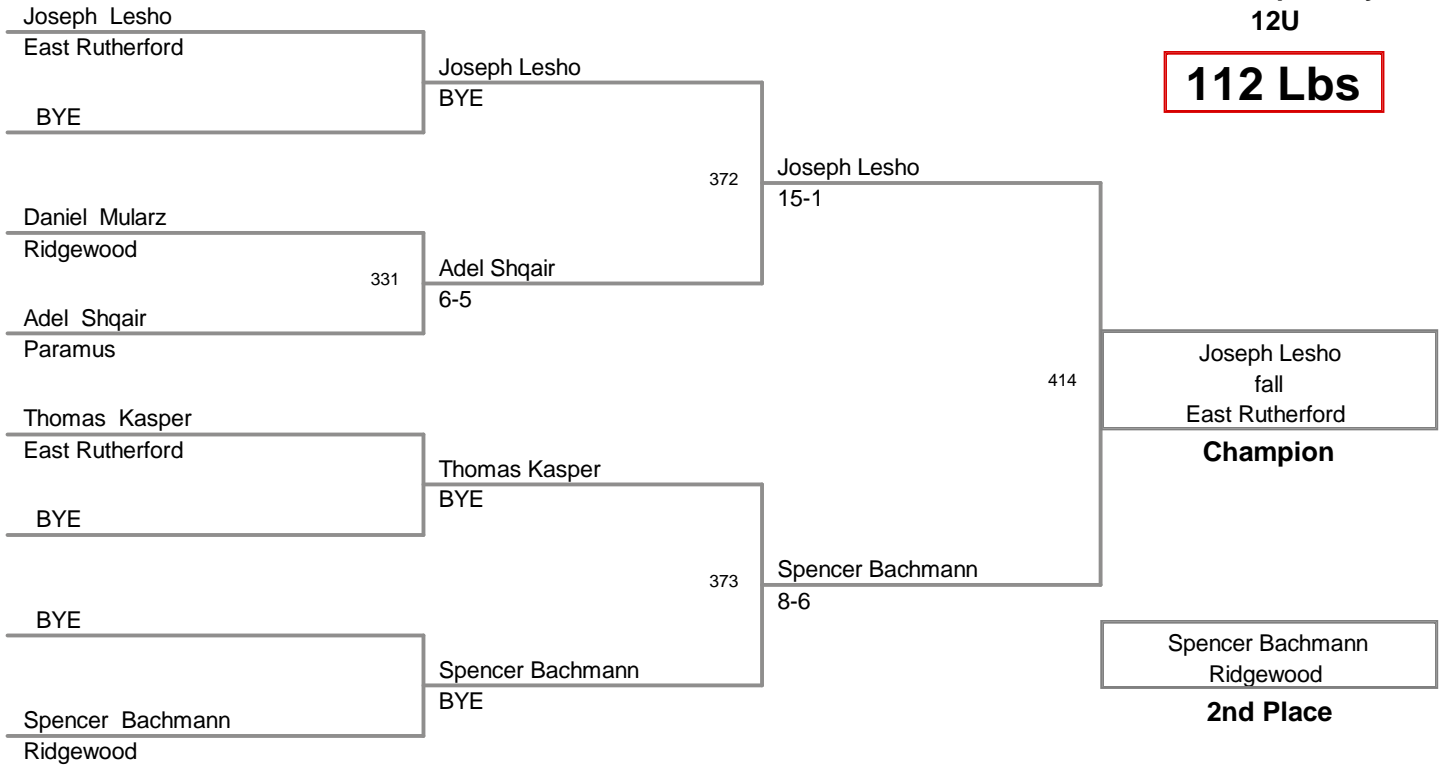 12U
112 Lbs
Joseph Lesho
East Rutherford
BYE
Daniel Mularz
Ridgewood
331
Adel Shqair
Paramus
Thomas Kasper
East Rutherford
BYE
BYE
Spencer Bachmann
Ridgewood
Joseph Lesho
BYE
372
Adel Shqair
6-5
Thomas Kasper
BYE
373
Spencer Bachmann
BYE
Joseph Lesho
15-1
414
Spencer Bachmann
8-6
Joseph Lesho
fall
East Rutherford
Champion
Spencer Bachmann
Ridgewood
2nd Place